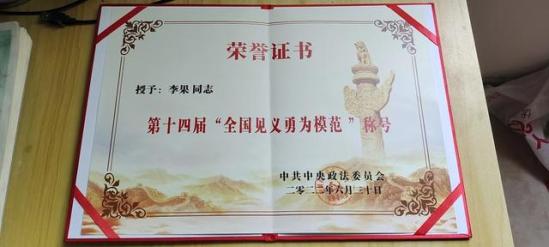 荣誉证书
授予：李果 同志
第十四届“全国见义勇为模范”称号
中共中央政法委员会
二〇二二年六月三十日